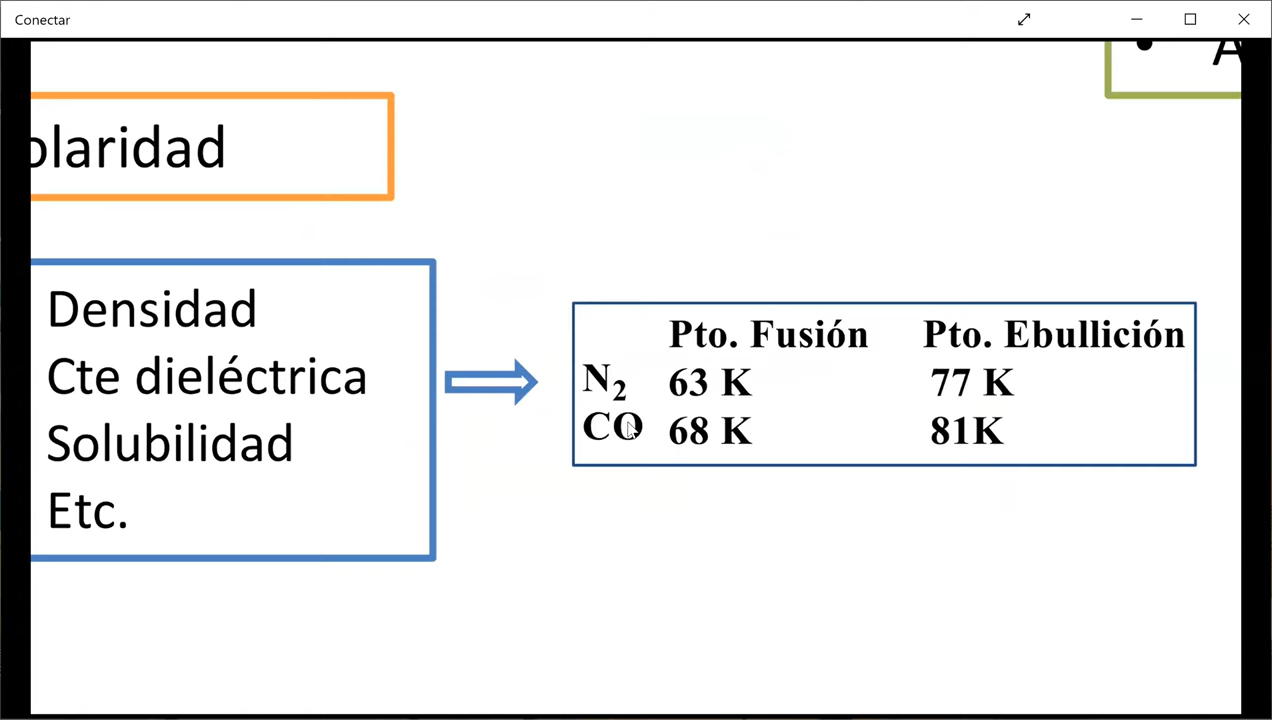 Conectar
• A
olaridad
Densidad
Cte dieléctrica
Solubilidad
Etc.
Pto. Fusión Pto. Ebullición
N₂ 63 K 77 K
CO 68 K 81K